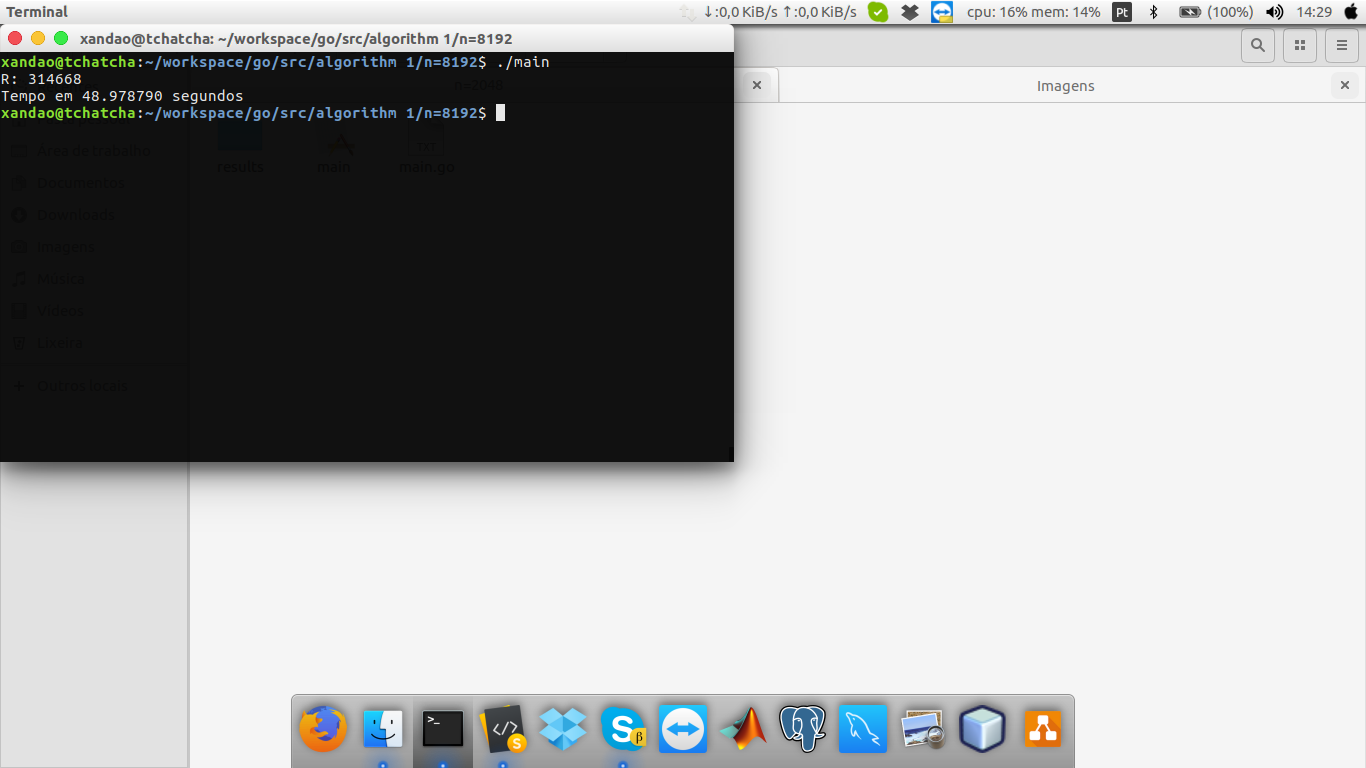 Terminal
↓:0,0 KiB/s ↑:0,0 KiB/s
cpu: 16% mem: 14%
Pt
(100%)
14:29
xandao@tchatcha: ~/workspace/go/src/algorithm 1/n=8192
xandao@tchatcha:~/workspace/go/src/algorithm 1/n=8192$ ./main
R: 314668
Tempo em 48.978790 segundos
xandao@tchatcha:~/workspace/go/src/algorithm 1/n=8192$
n=2048
Imagens
Área de trabalho
Documentos
Downloads
Imagens
Música
Vídeos
Lixeira
Outros locais
results
main
TXT
main.go
>_
</>
S
S
β